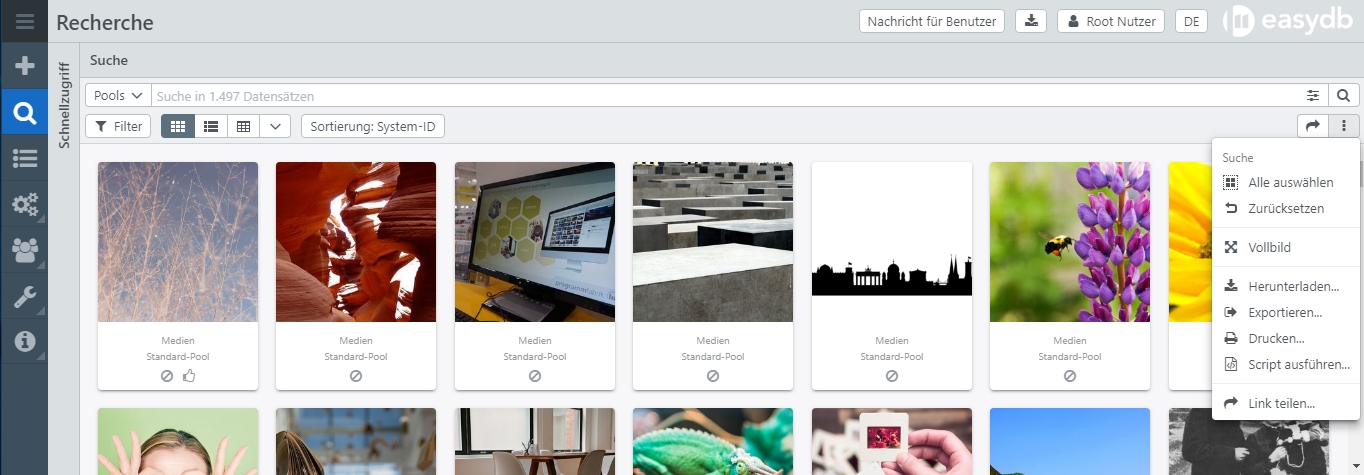 Recherche
Nachricht für Benutzer
Root Nutzer
DE
easydb
Schnellzugriff
Suche
Pools
Suche in 1.497 Datensätzen
Filter
Sortierung: System-ID
Suche
Alle auswählen
Zurücksetzen
Vollbild
Herunterladen...
Exportieren...
Drucken...
Script ausführen...
Link teilen...
Medien
Standard-Pool
Medien
Standard-Pool
Medien
Standard-Pool
Medien
Standard-Pool
Medien
Standard-Pool
Medien
Standard-Pool